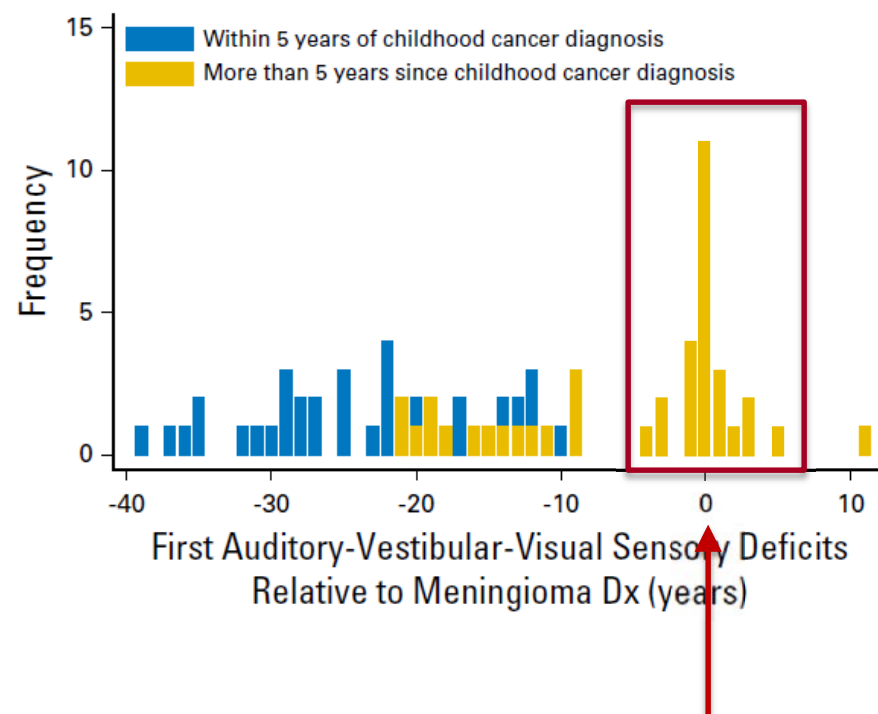 15
Within 5 years of childhood cancer diagnosis
More than 5 years since childhood cancer diagnosis
10
Frequency
5
0
-40 -30 -20 -10 0 10
First Auditory-Vestibular-Visual Sensory Deficits
Relative to Meningioma Dx (years)